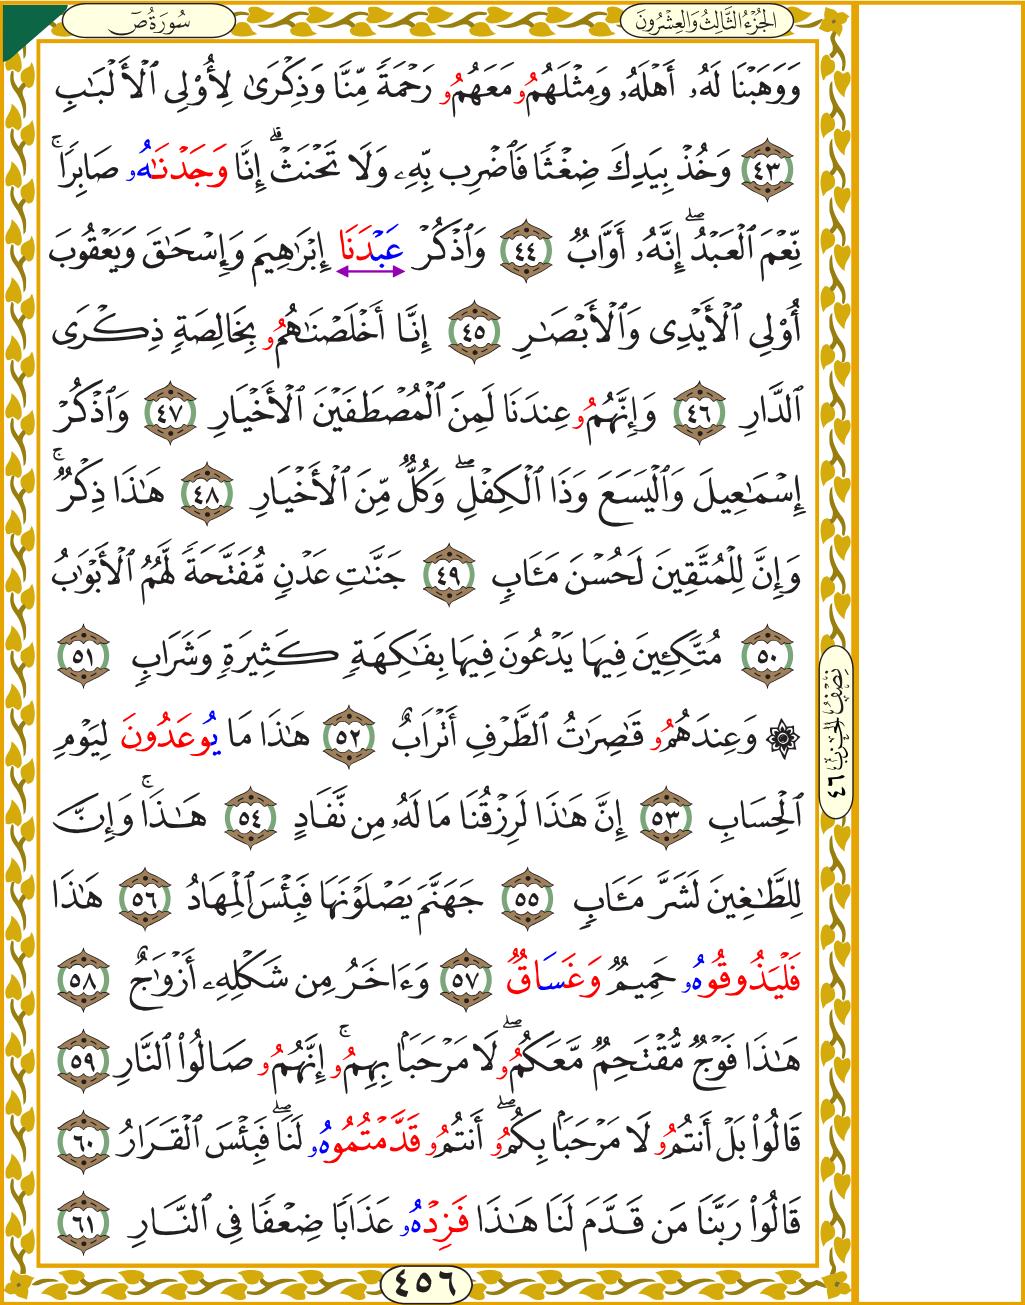 الجُزْءُ الثَّالِثُ وَالعِشْرُونَ
سُورَةُ صٓ
وَوَهَبْنَا لَهُۥٓ أَهْلَهُۥ وَمِثْلَهُمُۥ مَعَهُمُۥ رَحْمَةً مِّنَّا وَذِكْرَىٰ لِأُوْلِى ٱلْأَلْبَٰبِ
٤٣ وَخُذْ بِيَدِكَ ضِغْثًا فَٱضْرِب بِّهِۦ وَلَا تَحْنَثْ ۗ إِنَّا وَجَدْنَٰهُۥ صَابِرًا ۚ
نِّعْمَ ٱلْعَبْدُ ۖ إِنَّهُۥٓ أَوَّابٌ ٤٤ وَٱذْكُرْ عَبْدَنَا إِبْرَٰهِيمَ وَإِسْحَٰقَ وَيَعْقُوبَ
أُوْلِى ٱلْأَيْدِى وَٱلْأَبْصَٰرِ ٤٥ إِنَّا أَخْلَصْنَٰهُمُۥ بِخَالِصَةِ ذِكْرَى
ٱلدَّارِ ٤٦ وَإِنَّهُمُۥ عِندَنَا لَمِنَ ٱلْمُصْطَفَيْنَ ٱلْأَخْيَارِ ٤٧ وَٱذْكُرْ
إِسْمَٰعِيلَ وَٱلْيَسَعَ وَذَا ٱلْكِفْلِ ۖ وَكُلٌّ مِّنَ ٱلْأَخْيَارِ ٤٨ هَٰذَا ذِكْرٌ ۚ
وَإِنَّ لِلْمُتَّقِينَ لَحُسْنَ مَـَٔابٍ ٤٩ جَنَّٰتِ عَدْنٍ مُّفَتَّحَةً لَّهُمُ ٱلْأَبْوَٰبُ
٥٠ مُتَّكِـِٔينَ فِيهَا يَدْعُونَ فِيهَا بِفَٰكِهَةٍ كَثِيرَةٍ وَشَرَابٍ ٥١
۞ وَعِندَهُمُۥ قَٰصِرَٰتُ ٱلطَّرْفِ أَتْرَابٌ ٥٢ هَٰذَا مَا يُوعَدُونَ لِيَوْمِ
ٱلْحِسَابِ ٥٣ إِنَّ هَٰذَا لَرِزْقُنَا مَا لَهُۥ مِن نَّفَادٍ ٥٤ هَٰذَا ۚ وَإِنَّ
لِلطَّٰغِينَ لَشَرَّ مَـَٔابٍ ٥٥ جَهَنَّمَ يَصْلَوْنَهَا فَبِئْسَ ٱلْمِهَادُ ٥٦ هَٰذَا
فَلْيَذُوقُوهُۥ حَمِيمٌ وَغَسَاقٌ ٥٧ وَءَاخَرُ مِن شَكْلِهِۦٓ أَزْوَٰجٌ ٥٨
هَٰذَا فَوْجٌ مُّقْتَحِمٌ مَّعَكُمُۥ ۖ لَا مَرْحَبًا بِهِمُۥ ۚ إِنَّهُمُۥ صَالُواْ ٱلنَّارِ ٥٩
قَالُواْ بَلْ أَنتُمُۥ لَا مَرْحَبًا بِكُمُۥ ۖ أَنتُمُۥ قَدَّمْتُمُوهُۥ لَنَا ۖ فَبِئْسَ ٱلْقَرَارُ ٦٠
قَالُواْ رَبَّنَا مَن قَدَّمَ لَنَا هَٰذَا فَزِدْهُۥ عَذَابًا ضِعْفًا فِى ٱلنَّارِ ٦١
نِصْفُ الحِزْبِ ٤٦
٤٥٦